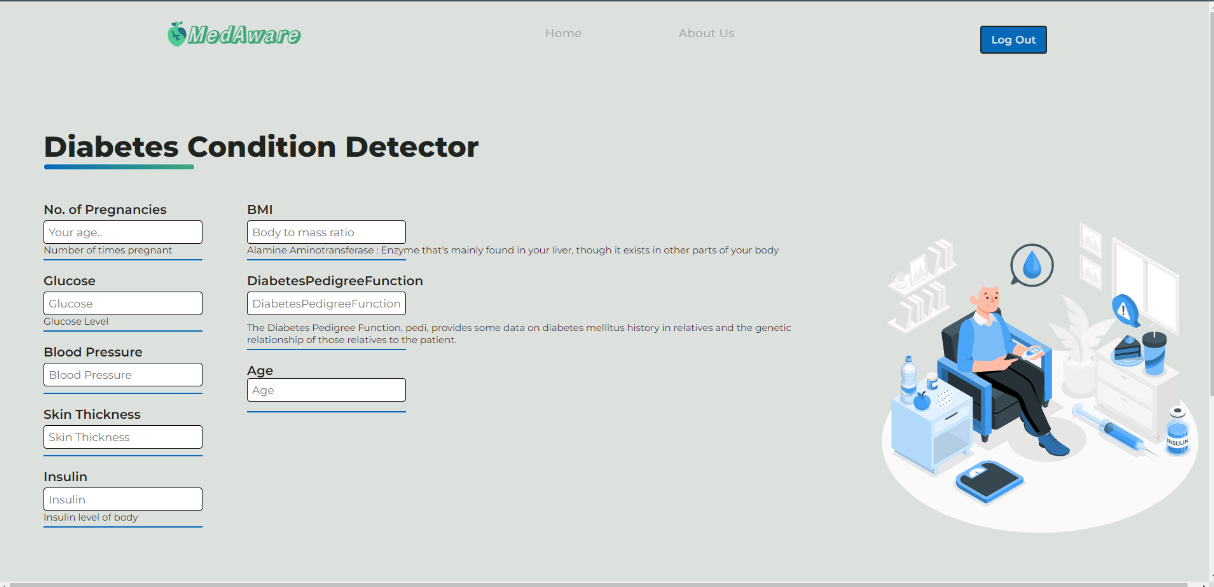 MedAware
Home
About Us
Log Out
Diabetes Condition Detector
No. of Pregnancies
Your age..
Number of times pregnant
Glucose
Glucose
Glucose Level
Blood Pressure
Blood Pressure
Skin Thickness
Skin Thickness
Insulin
Insulin
Insulin level of body
BMI
Body to mass ratio
Alamine Aminotransferase : Enzyme that's mainly found in your liver, though it exists in other parts of your body
DiabetesPedigreeFunction
DiabetesPedigreeFunction
The Diabetes Pedigree Function, pedi, provides some data on diabetes mellitus history in relatives and the genetic
relationship of those relatives to the patient.
Age
Age
INSULIN